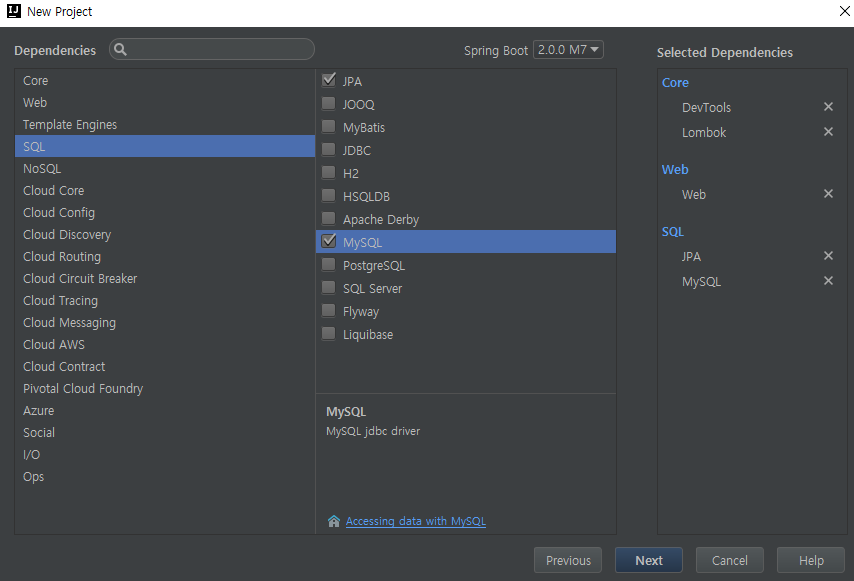 IJ New Project
Dependencies
Spring Boot 2.0.0 M7
Core
Web
Template Engines
SQL
NoSQL
Cloud Core
Cloud Config
Cloud Discovery
Cloud Routing
Cloud Circuit Breaker
Cloud Tracing
Cloud Messaging
Cloud AWS
Cloud Contract
Pivotal Cloud Foundry
Azure
Social
I/O
Ops
JPA
JOOQ
MyBatis
JDBC
H2
HSQLDB
Apache Derby
MySQL
PostgreSQL
SQL Server
Flyway
Liquibase
MySQL
MySQL jdbc driver
Accessing data with MySQL
Selected Dependencies
Core
DevTools
Lombok
Web
Web
SQL
JPA
MySQL
Previous
Next
Cancel
Help